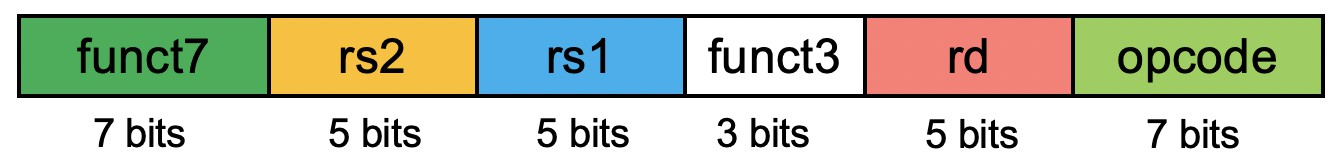 funct7 rs2 rs1 funct3 rd opcode
7 bits 5 bits 5 bits 3 bits 5 bits 7 bits